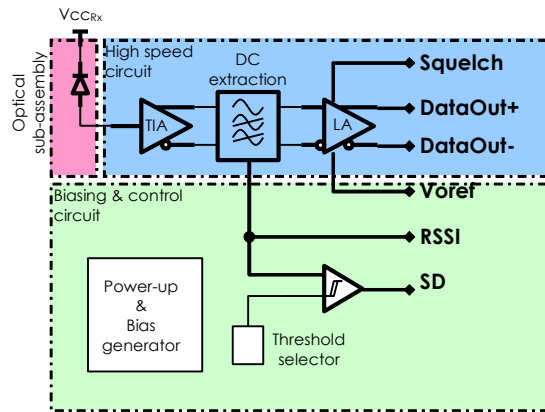 VCCRx
High speed
circuit
DC
extraction
Squelch
Optical
sub-assembly
TIA
LA
DataOut+
DataOut-
Biasing & control
circuit
Voref
RSSI
SD
Power-up
&
Bias
generator
Threshold
selector